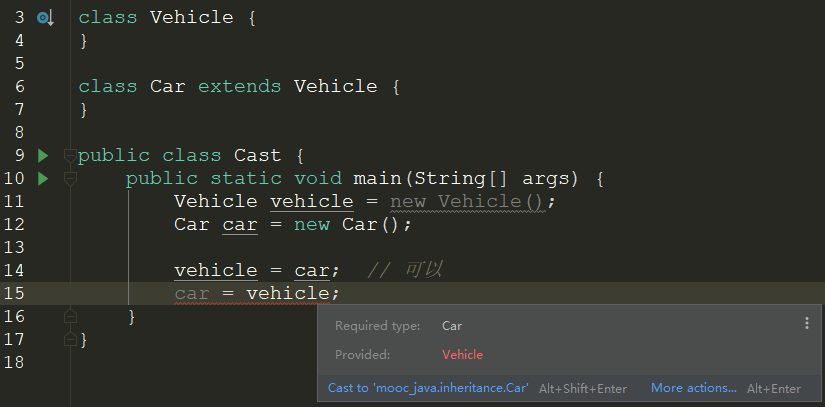 3 class Vehicle {
4 }
5
6 class Car extends Vehicle {
7 }
8
9 public class Cast {
10 public static void main(String[] args) {
11 Vehicle vehicle = new Vehicle();
12 Car car = new Car();
13
14 vehicle = car; // 可以
15 car = vehicle;
16 }
17 }
18
Required type: Car
Provided: Vehicle
Cast to 'mooc_java.inheritance.Car' Alt+Shift+Enter More actions... Alt+Enter